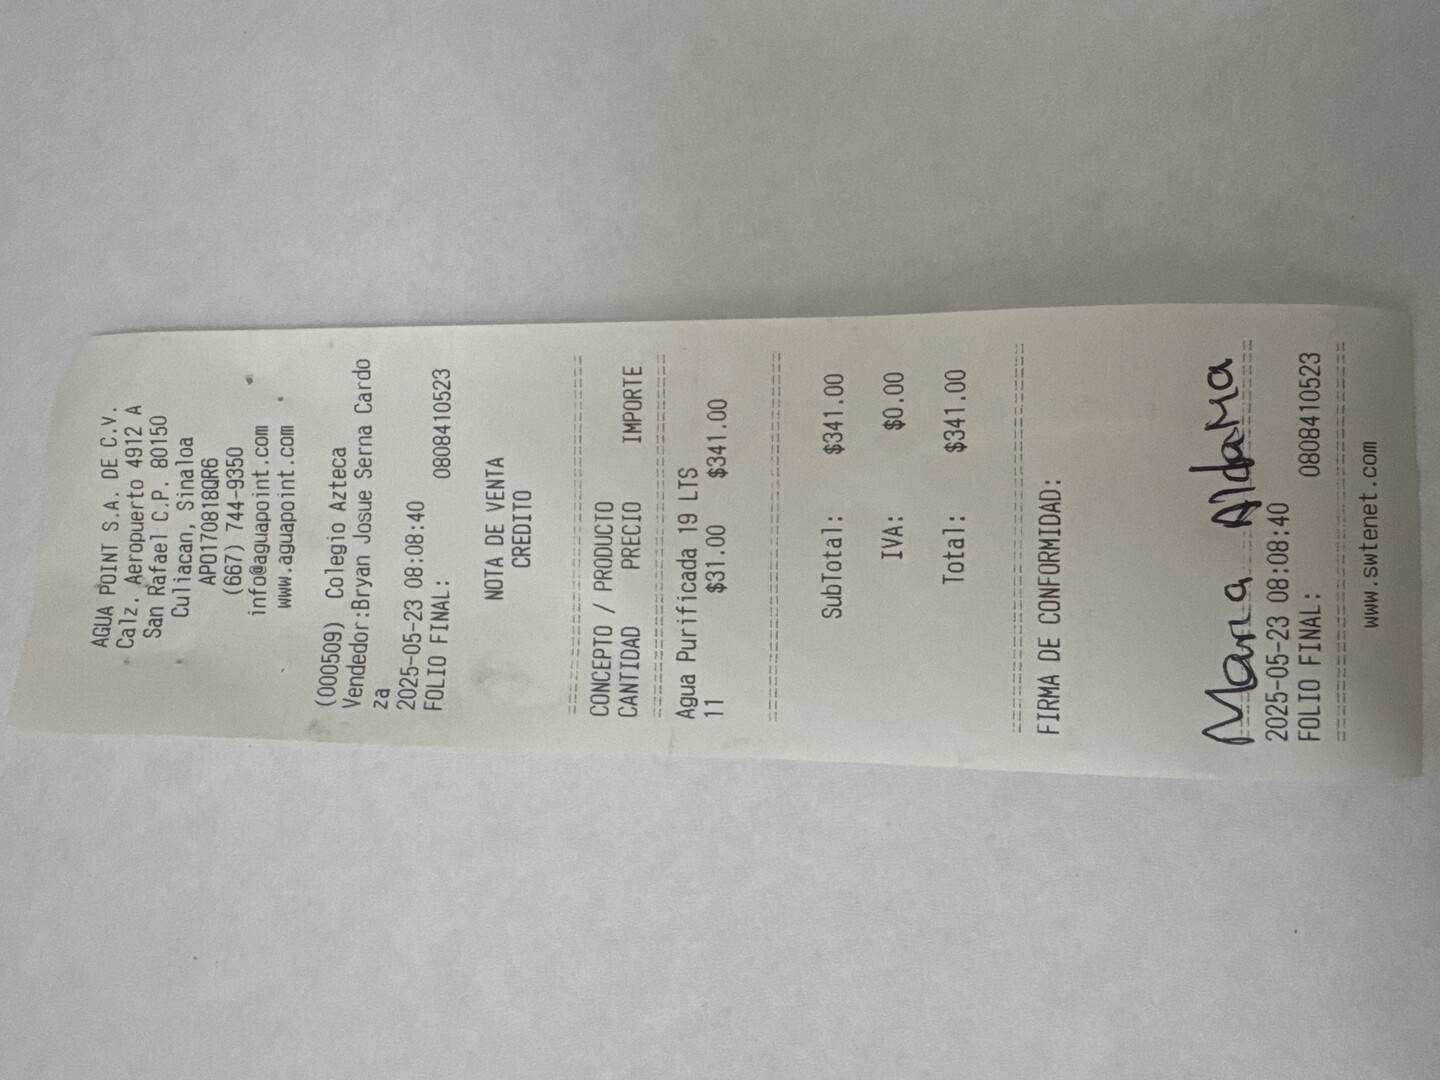 AGUA POINT S.A. DE C.V.
Calz. Aeropuerto 4912 A
San Rafael C.P. 80150
Culiacan, Sinaloa
APO170818QR6
(667) 744-9350
info@aguapoint.com
www.aguapoint.com
(000509) Colegio Azteca
Vendedor:Bryan Josue Serna Cardo
za
2025-05-23 08:08:40
FOLIO FINAL: 0808410523
NOTA DE VENTA
CREDITO
================================
CONCEPTO / PRODUCTO
CANTIDAD PRECIO IMPORTE
================================
Agua Purificada 19 LTS
11 $31.00 $341.00
================================
SubTotal: $341.00
IVA: $0.00
Total: $341.00
================================
FIRMA DE CONFORMIDAD:
Maria Aldama
================================
2025-05-23 08:08:40
FOLIO FINAL: 0808410523
================================
www.swtenet.com